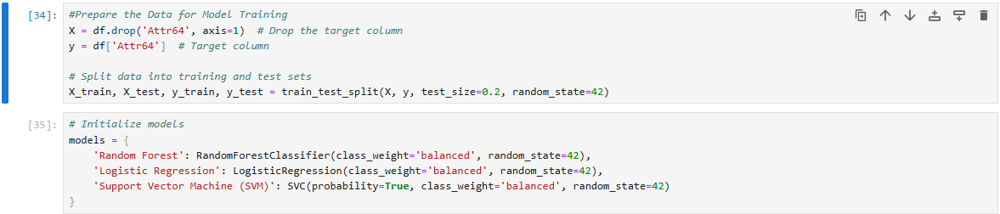 [34]: #Prepare the Data for Model Training
X = df.drop('Attr64', axis=1)  # Drop the target column
y = df['Attr64']  # Target column
# Split data into training and test sets
X_train, X_test, y_train, y_test = train_test_split(X, y, test_size=0.2, random_state=42)
[35]: # Initialize models
models = {
    'Random Forest': RandomForestClassifier(class_weight='balanced', random_state=42),
    'Logistic Regression': LogisticRegression(class_weight='balanced', random_state=42),
    'Support Vector Machine (SVM)': SVC(probability=True, class_weight='balanced', random_state=42)
}